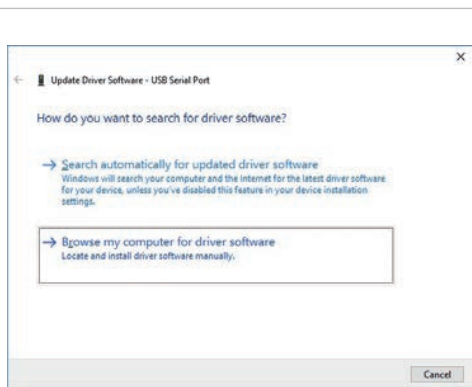 Update Driver Software - USB Serial Port
How do you want to search for driver software?
Search automatically for updated driver software
Windows will search your computer and the Internet for the latest driver software
for your device, unless you've disabled this feature in your device installation
settings.
Browse my computer for driver software
Locate and install driver software manually.
Cancel